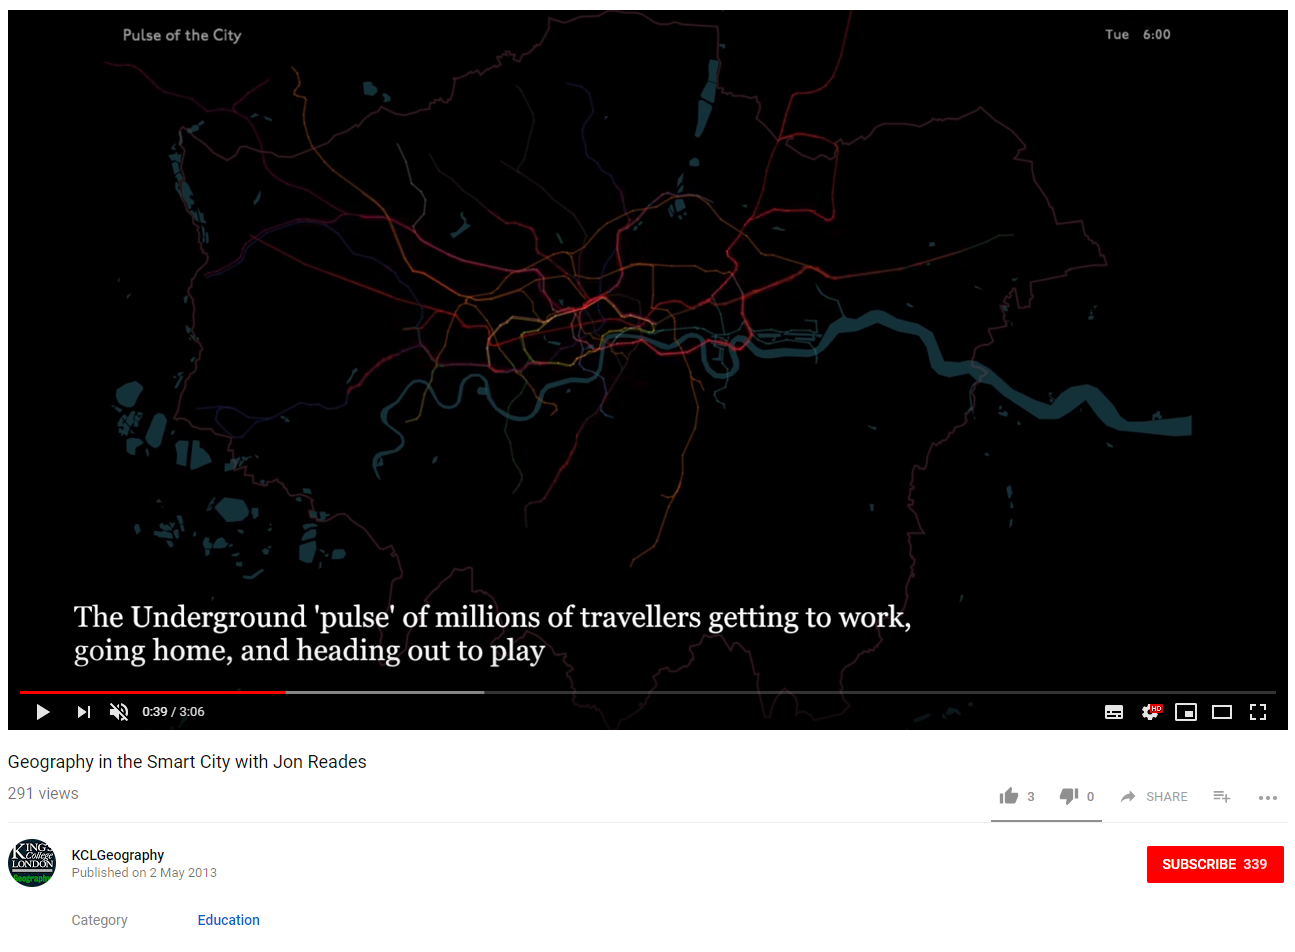 Pulse of the City
Tue 6:00
The Underground 'pulse' of millions of travellers getting to work,
going home, and heading out to play
0:39 / 3:06
HD
Geography in the Smart City with Jon Reades
291 views
3
0
SHARE
KING'S
College
LONDON
Geography
KCLGeography
Published on 2 May 2013
SUBSCRIBE 339
Category
Education